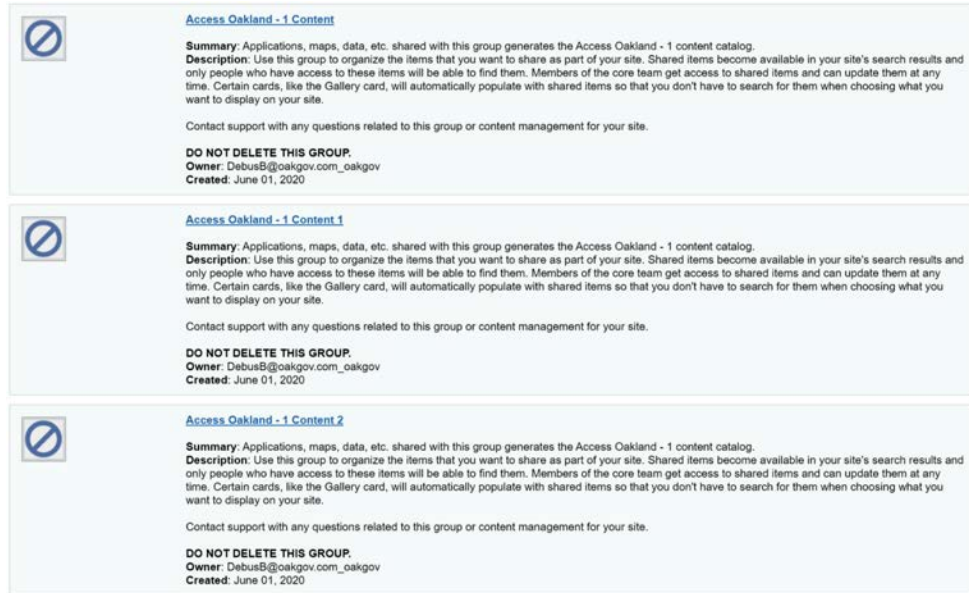 Access Oakland - 1 Content
Summary: Applications, maps, data, etc. shared with this group generates the Access Oakland - 1 content catalog.
Description: Use this group to organize the items that you want to share as part of your site. Shared items become available in your site's search results and
only people who have access to these items will be able to find them. Members of the core team get access to shared items and can update them at any
time. Certain cards, like the Gallery card, will automatically populate with shared items so that you don't have to search for them when choosing what you
want to display on your site.
Contact support with any questions related to this group or content management for your site.
DO NOT DELETE THIS GROUP.
Owner: DebusB@oakgov.com_oakgov
Created: June 01, 2020
Access Oakland - 1 Content 1
Summary: Applications, maps, data, etc. shared with this group generates the Access Oakland - 1 content catalog.
Description: Use this group to organize the items that you want to share as part of your site. Shared items become available in your site's search results and
only people who have access to these items will be able to find them. Members of the core team get access to shared items and can update them at any
time. Certain cards, like the Gallery card, will automatically populate with shared items so that you don't have to search for them when choosing what you
want to display on your site.
Contact support with any questions related to this group or content management for your site.
DO NOT DELETE THIS GROUP.
Owner: DebusB@oakgov.com_oakgov
Created: June 01, 2020
Access Oakland - 1 Content 2
Summary: Applications, maps, data, etc. shared with this group generates the Access Oakland - 1 content catalog.
Description: Use this group to organize the items that you want to share as part of your site. Shared items become available in your site's search results and
only people who have access to these items will be able to find them. Members of the core team get access to shared items and can update them at any
time. Certain cards, like the Gallery card, will automatically populate with shared items so that you don't have to search for them when choosing what you
want to display on your site.
Contact support with any questions related to this group or content management for your site.
DO NOT DELETE THIS GROUP.
Owner: DebusB@oakgov.com_oakgov
Created: June 01, 2020